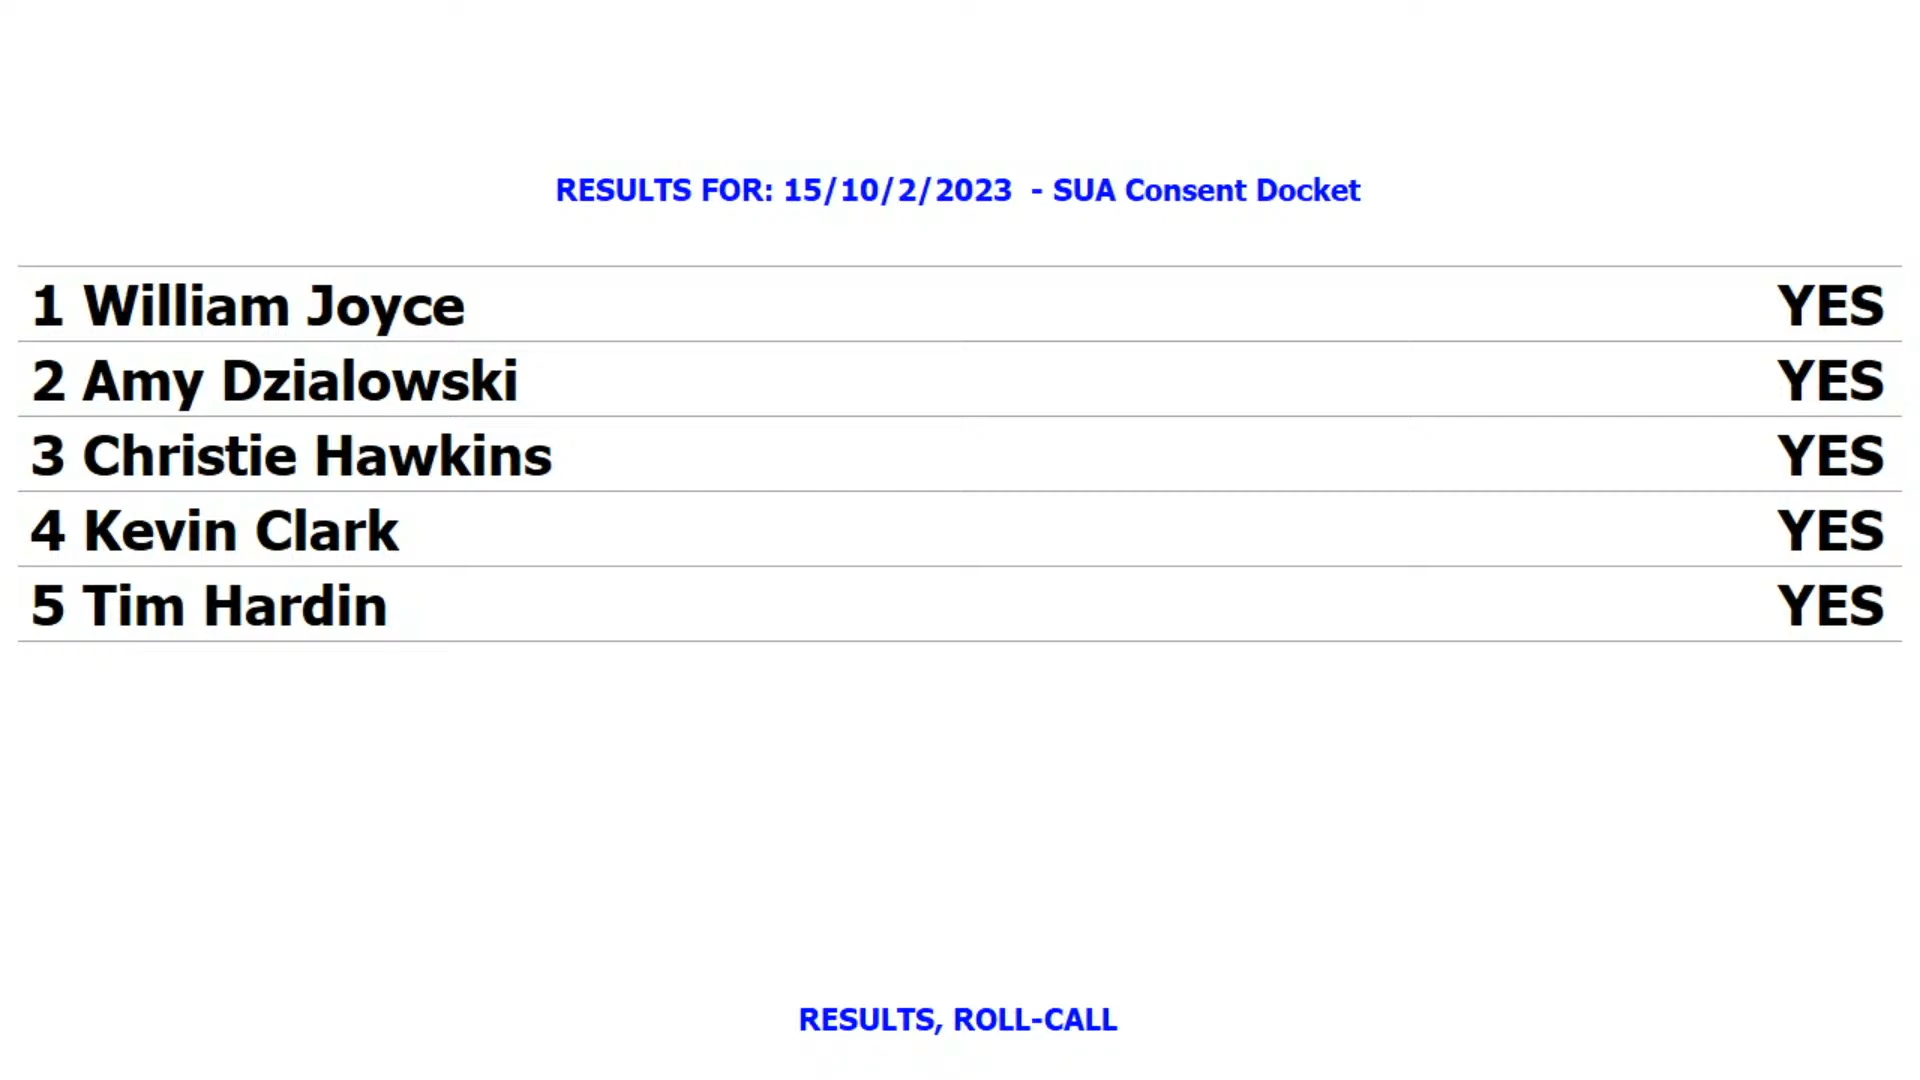 RESULTS FOR: 15/10/2/2023 - SUA Consent Docket
1 William Joyce YES
2 Amy Dzialowski YES
3 Christie Hawkins YES
4 Kevin Clark YES
5 Tim Hardin YES
RESULTS, ROLL-CALL